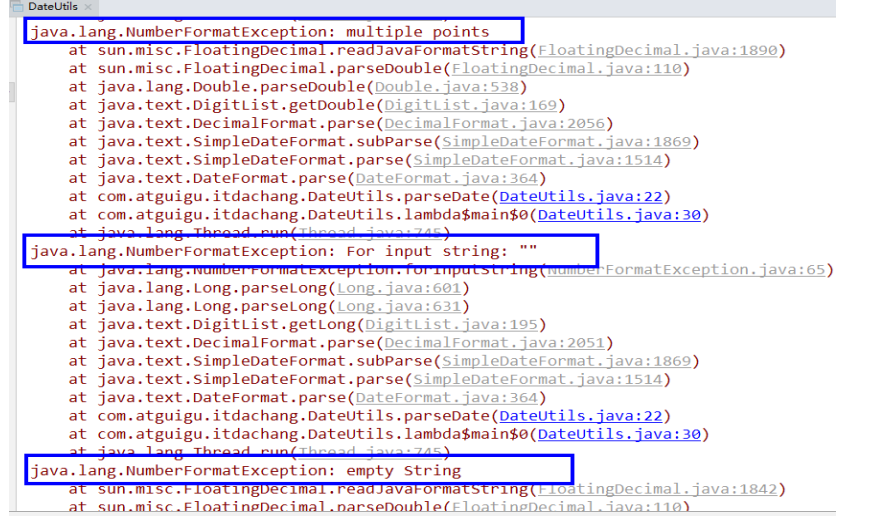 DateUtils ×
java.lang.NumberFormatException: multiple points
at sun.misc.FloatingDecimal.readJavaFormatString(FloatingDecimal.java:1890)
at sun.misc.FloatingDecimal.parseDouble(FloatingDecimal.java:110)
at java.lang.Double.parseDouble(Double.java:538)
at java.text.DigitList.getDouble(DigitList.java:169)
at java.text.DecimalFormat.parse(DecimalFormat.java:2056)
at java.text.SimpleDateFormat.subParse(SimpleDateFormat.java:1869)
at java.text.SimpleDateFormat.parse(SimpleDateFormat.java:1514)
at java.text.DateFormat.parse(DateFormat.java:364)
at com.atguigu.itdachang.DateUtils.parseDate(DateUtils.java:22)
at com.atguigu.itdachang.DateUtils.lambda$main$0(DateUtils.java:30)
at java.lang.Thread.run(Thread.java:745)
java.lang.NumberFormatException: For input string: ""
at java.lang.NumberFormatException.forInputString(NumberFormatException.java:65)
at java.lang.Long.parseLong(Long.java:601)
at java.lang.Long.parseLong(Long.java:631)
at java.text.DigitList.getLong(DigitList.java:195)
at java.text.DecimalFormat.parse(DecimalFormat.java:2051)
at java.text.SimpleDateFormat.subParse(SimpleDateFormat.java:1869)
at java.text.SimpleDateFormat.parse(SimpleDateFormat.java:1514)
at java.text.DateFormat.parse(DateFormat.java:364)
at com.atguigu.itdachang.DateUtils.parseDate(DateUtils.java:22)
at com.atguigu.itdachang.DateUtils.lambda$main$0(DateUtils.java:30)
at java.lang.Thread.run(Thread.java:745)
java.lang.NumberFormatException: empty String
at sun.misc.FloatingDecimal.readJavaFormatString(FloatingDecimal.java:1842)
at sun.misc.FloatingDecimal.parseDouble(FloatingDecimal.java:110)